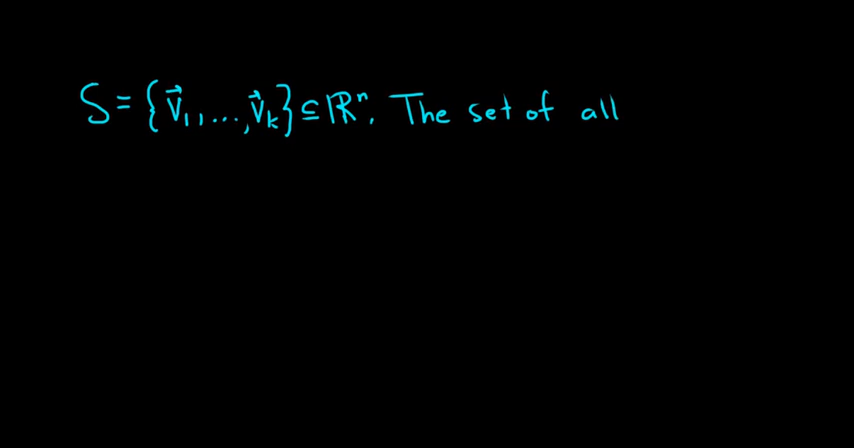 S = {v⃗₁, ..., v⃗ₖ} ⊆ ℝⁿ. The set of all